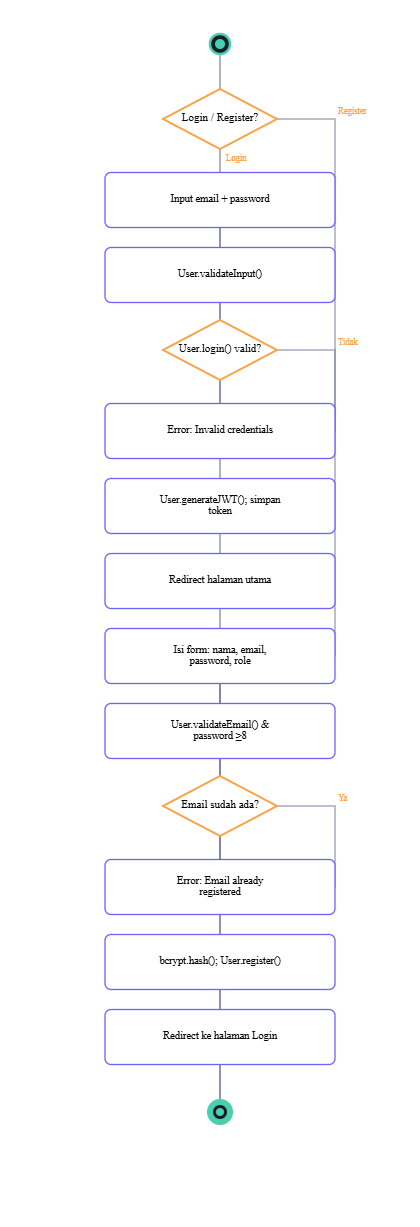 Login / Register?
Register
Login
Input email + password
User.validateInput()
User.login() valid?
Tidak
Error: Invalid credentials
User.generateJWT(); simpan
token
Redirect halaman utama
Isi form: nama, email,
password, role
User.validateEmail() &
password ≥8
Email sudah ada?
Ya
Error: Email already
registered
bcrypt.hash(); User.register()
Redirect ke halaman Login